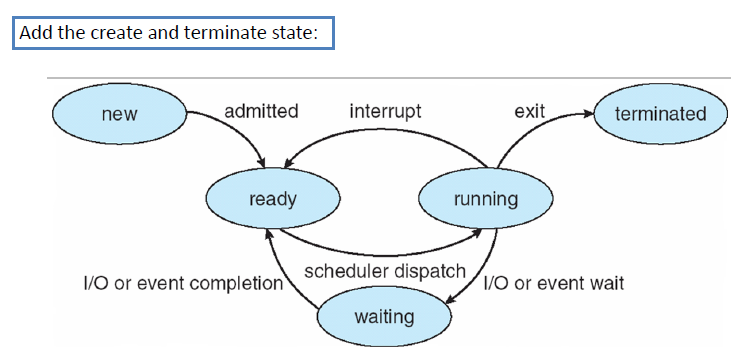 Add the create and terminate state:
new
admitted
interrupt
exit
terminated
ready
running
I/O or event completion
scheduler dispatch
I/O or event wait
waiting